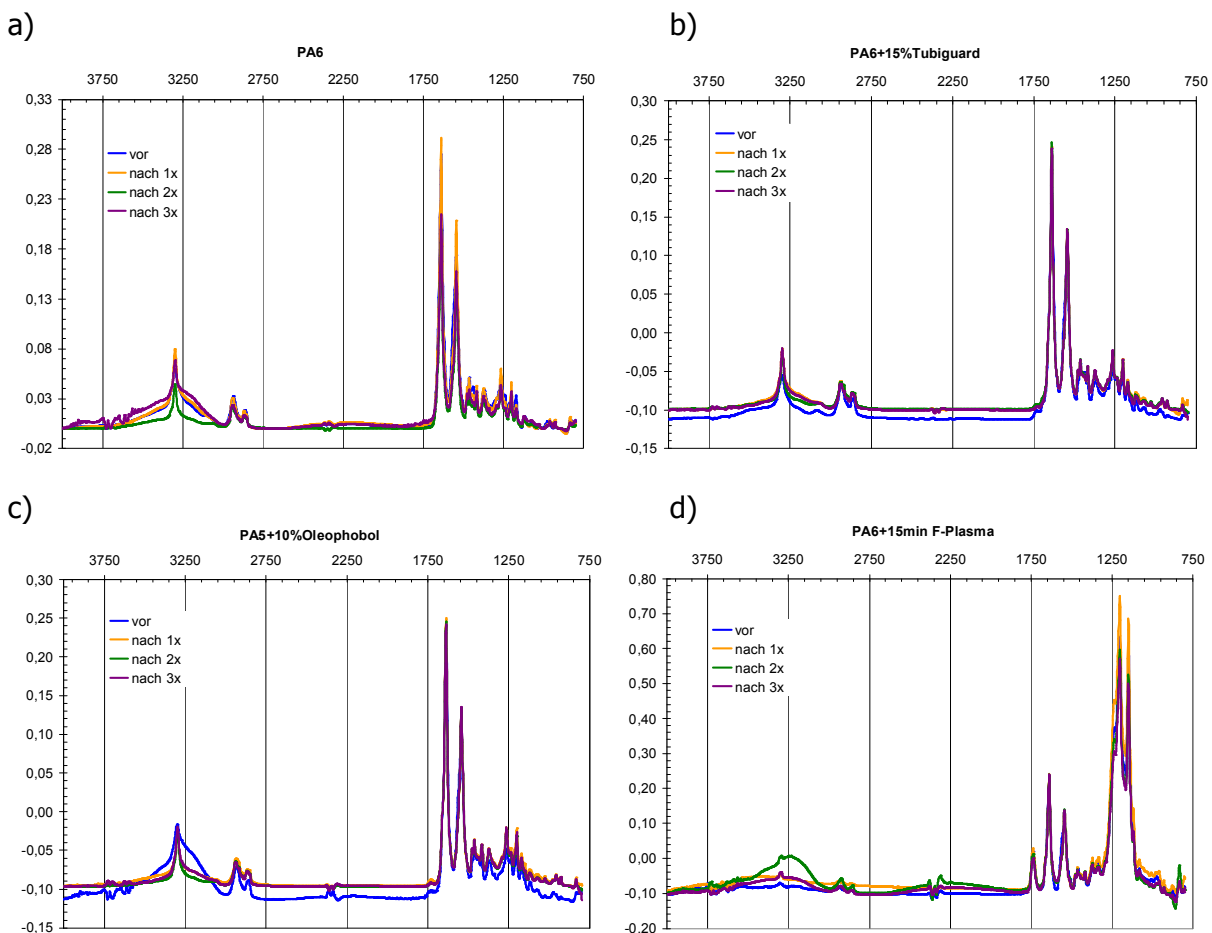 a)
PA6
3750 3250 2750 2250 1750 1250 750
0,33
0,28
0,23
0,18
0,13
0,08
0,03
-0,02
vor
nach 1x
nach 2x
nach 3x
b)
PA6+15%Tubiguard
3750 3250 2750 2250 1750 1250 750
0,30
0,25
0,20
0,15
0,10
0,05
0,00
-0,05
-0,10
-0,15
vor
nach 1x
nach 2x
nach 3x
c)
PA5+10%Oleophobol
3750 3250 2750 2250 1750 1250 750
0,30
0,25
0,20
0,15
0,10
0,05
0,00
-0,05
-0,10
-0,15
vor
nach 1x
nach 2x
nach 3x
d)
PA6+15min F-Plasma
3750 3250 2750 2250 1750 1250 750
0,80
0,70
0,60
0,50
0,40
0,30
0,20
0,10
0,00
-0,10
-0,20
vor
nach 1x
nach 2x
nach 3x